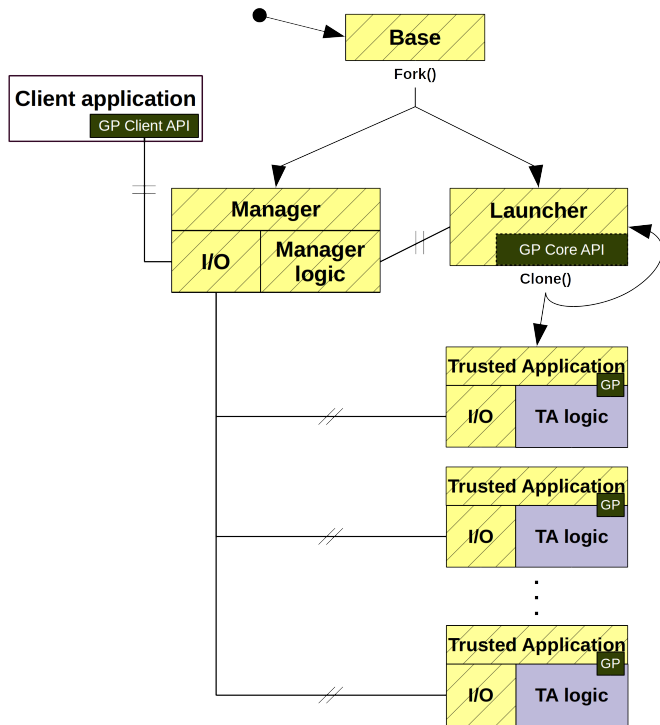 Base
Fork()
Client application
GP Client API
Manager
I/O
Manager
logic
Launcher
GP Core API
Clone()
Trusted Application
GP
I/O
TA logic
Trusted Application
GP
I/O
TA logic
Trusted Application
GP
I/O
TA logic